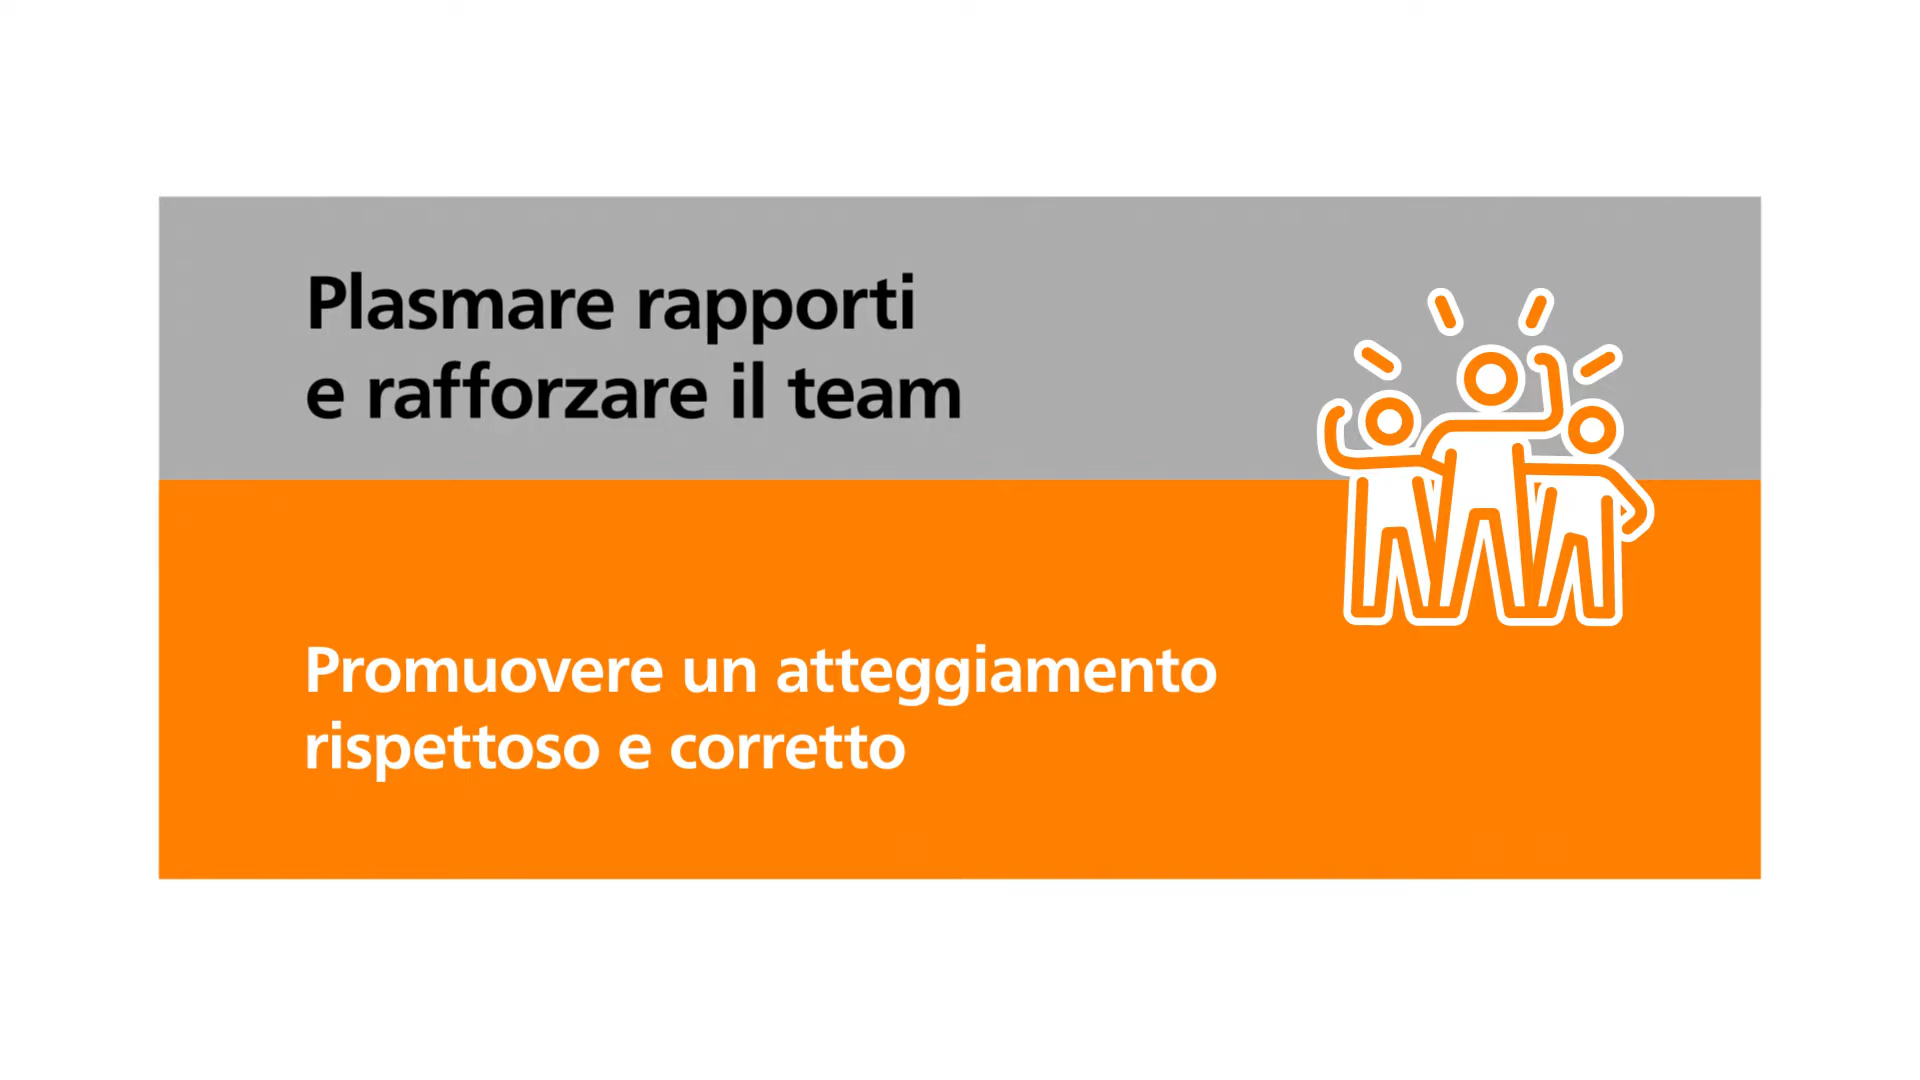 Plasmare rapporti
e rafforzare il team
Promuovere un atteggiamento
rispettoso e corretto